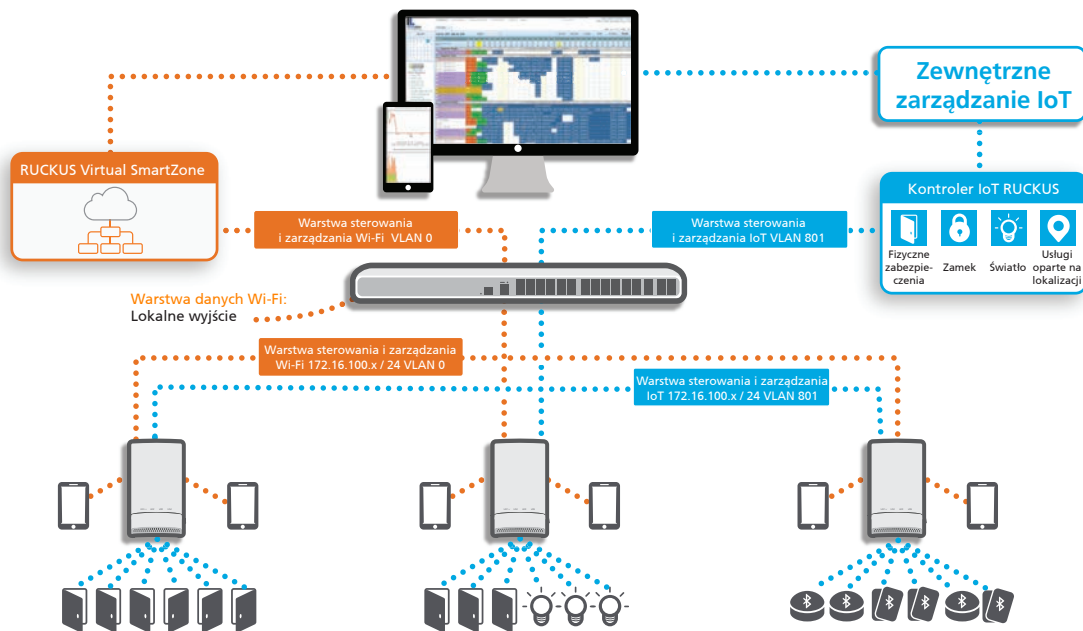 Zewnętrzne
zarządzanie IoT
RUCKUS Virtual SmartZone
Kontroler IoT RUCKUS
Fizyczne
zabezpie-
czenia
Zamek
Światło
Usługi
oparte na
lokalizacji
Warstwa sterowania
i zarządzania Wi-Fi VLAN 0
Warstwa sterowania
i zarządzania IoT VLAN 801
Warstwa danych Wi-Fi:
Lokalne wyjście
Warstwa sterowania i zarządzania
Wi-Fi 172.16.100.x / 24 VLAN 0
Warstwa sterowania i zarządzania
IoT 172.16.100.x / 24 VLAN 801